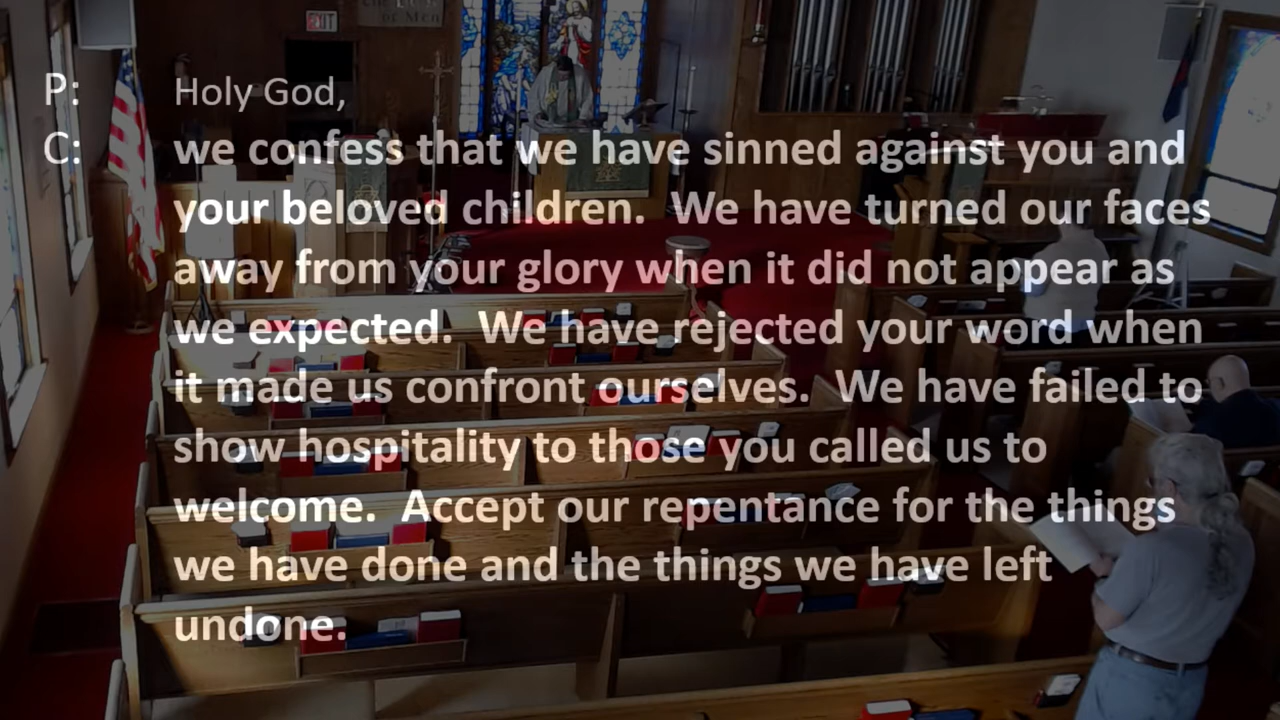 EXIT
P: Holy God,
C: we confess that we have sinned against you and
your beloved children.  We have turned our faces
away from your glory when it did not appear as
we expected.  We have rejected your word when
it made us confront ourselves.  We have failed to
show hospitality to those you called us to
welcome.  Accept our repentance for the things
we have done and the things we have left
undone.